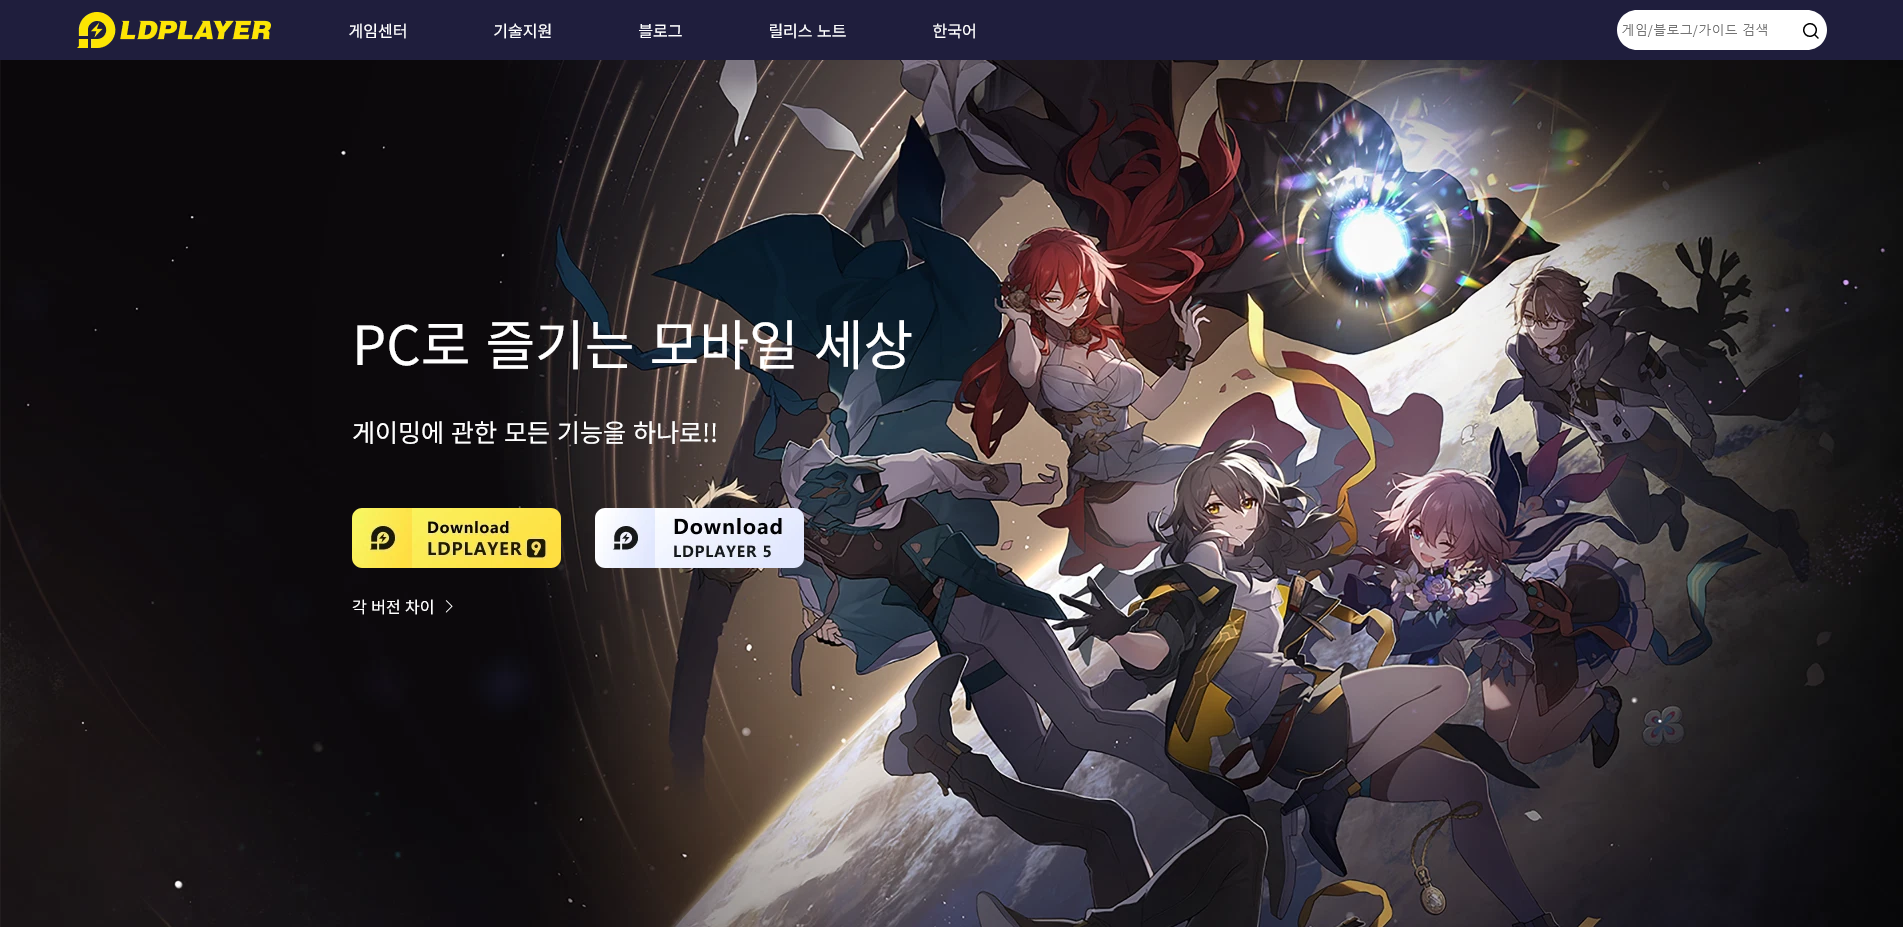 LDPLAYER 게임센터 기술지원 블로그 릴리스 노트 한국어 게임/블로그/가이드 검색
PC로 즐기는 모바일 세상
게이밍에 관한 모든 기능을 하나로!!
Download
LDPLAYER 9
Download
LDPLAYER 5
각 버전 차이